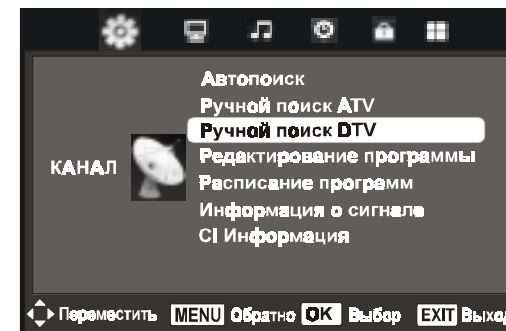 Автопоиск
Ручной поиск ATV
Ручной поиск DTV
КАНАЛ
Редактирование программы
Расписание программ
Информация о сигнале
CI Информация
Переместить MENU Обратно OK Выбор EXIT Выход